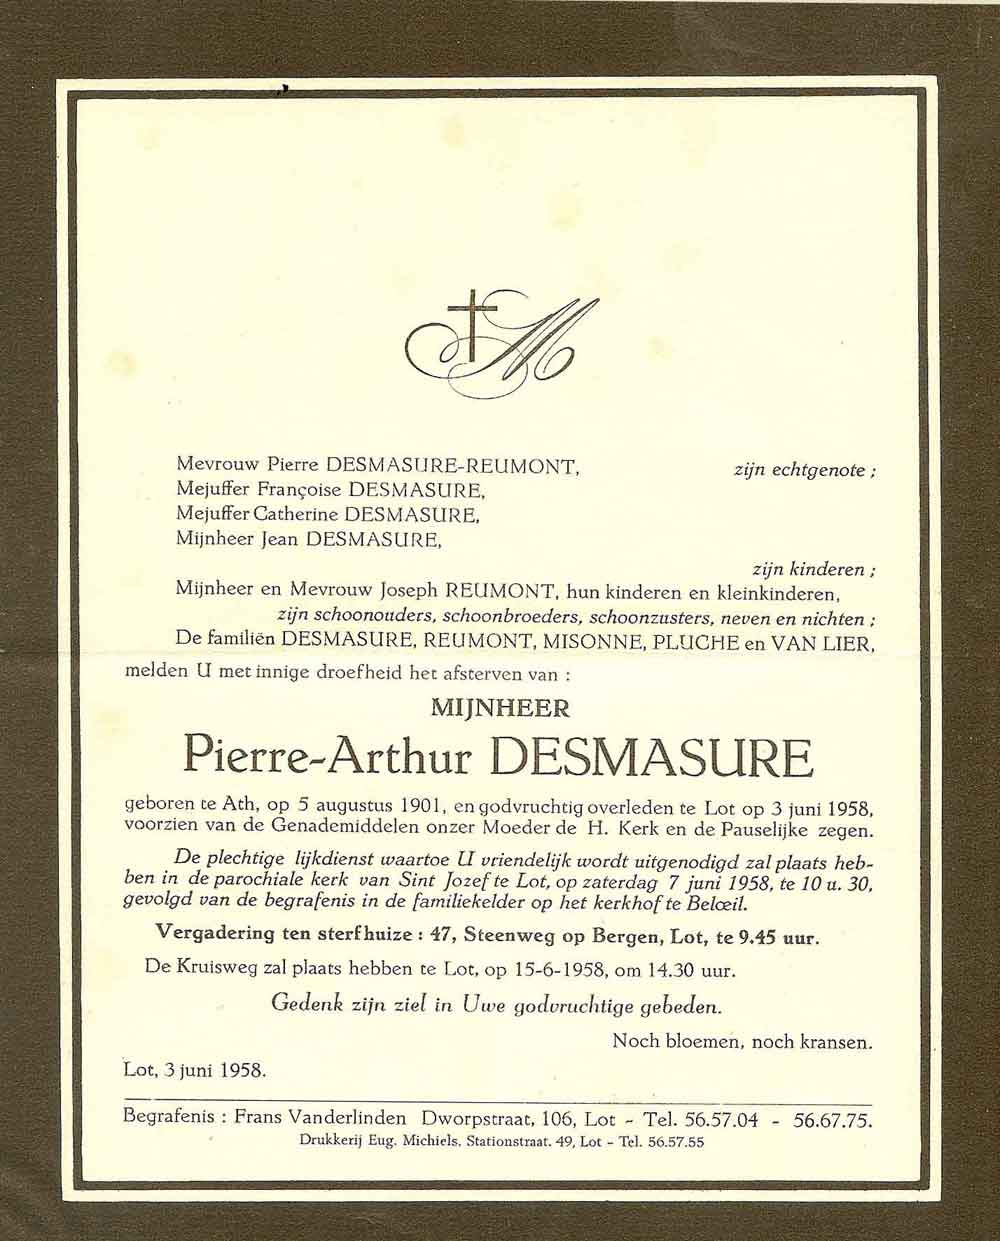 M
Mevrouw Pierre DESMASURE-REUMONT, zijn echtgenote ;
Mejuffer Françoise DESMASURE,
Mejuffer Catherine DESMASURE,
Mijnheer Jean DESMASURE,
zijn kinderen ;
Mijnheer en Mevrouw Joseph REUMONT, hun kinderen en kleinkinderen,
zijn schoonouders, schoonbroeders, schoonzusters, neven en nichten ;
De familiën DESMASURE, REUMONT, MISONNE, PLUCHE en VAN LIER,
melden U met innige droefheid het afsterven van :
MIJNHEER
Pierre-Arthur DESMASURE
geboren te Ath, op 5 augustus 1901, en godvruchtig overleden te Lot op 3 juni 1958,
voorzien van de Genademiddelen onzer Moeder de H. Kerk en de Pauselijke zegen.
De plechtige lijkdienst waartoe U vriendelijk wordt uitgenodigd zal plaats heb-
ben in de parochiale kerk van Sint Jozef te Lot, op zaterdag 7 juni 1958, te 10 u. 30,
gevolgd van de begrafenis in de familiekelder op het kerkhof te Belœil.
Vergadering ten sterfhuize : 47, Steenweg op Bergen, Lot, te 9.45 uur.
De Kruisweg zal plaats hebben te Lot, op 15-6-1958, om 14.30 uur.
Gedenk zijn ziel in Uwe godvruchtige gebeden.
Noch bloemen, noch kransen.
Lot, 3 juni 1958.
Begrafenis : Frans Vanderlinden Dworpstraat, 106, Lot - Tel. 56.57.04 - 56.67.75.
Drukkerij Eug. Michiels, Stationstraat, 49, Lot - Tel. 56.57.55